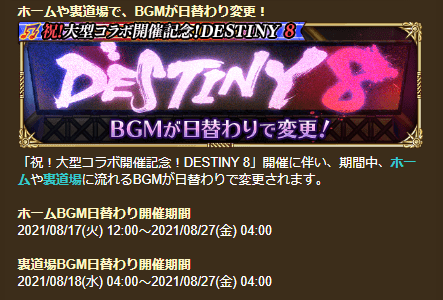 ホームや裏道場で、BGMが日替わり変更！
祝!大型コラボ開催記念!DESTINY 8
DESTINY 8
BGMが日替わりで変更!
「祝！大型コラボ開催記念！DESTINY 8」開催に伴い、期間中、ホー
ムや裏道場に流れるBGMが日替わりで変更されます。
ホームBGM日替わり開催期間
2021/08/17(火) 12:00～2021/08/27(金) 04:00
裏道場BGM日替わり開催期間
2021/08/18(水) 04:00～2021/08/27(金) 04:00